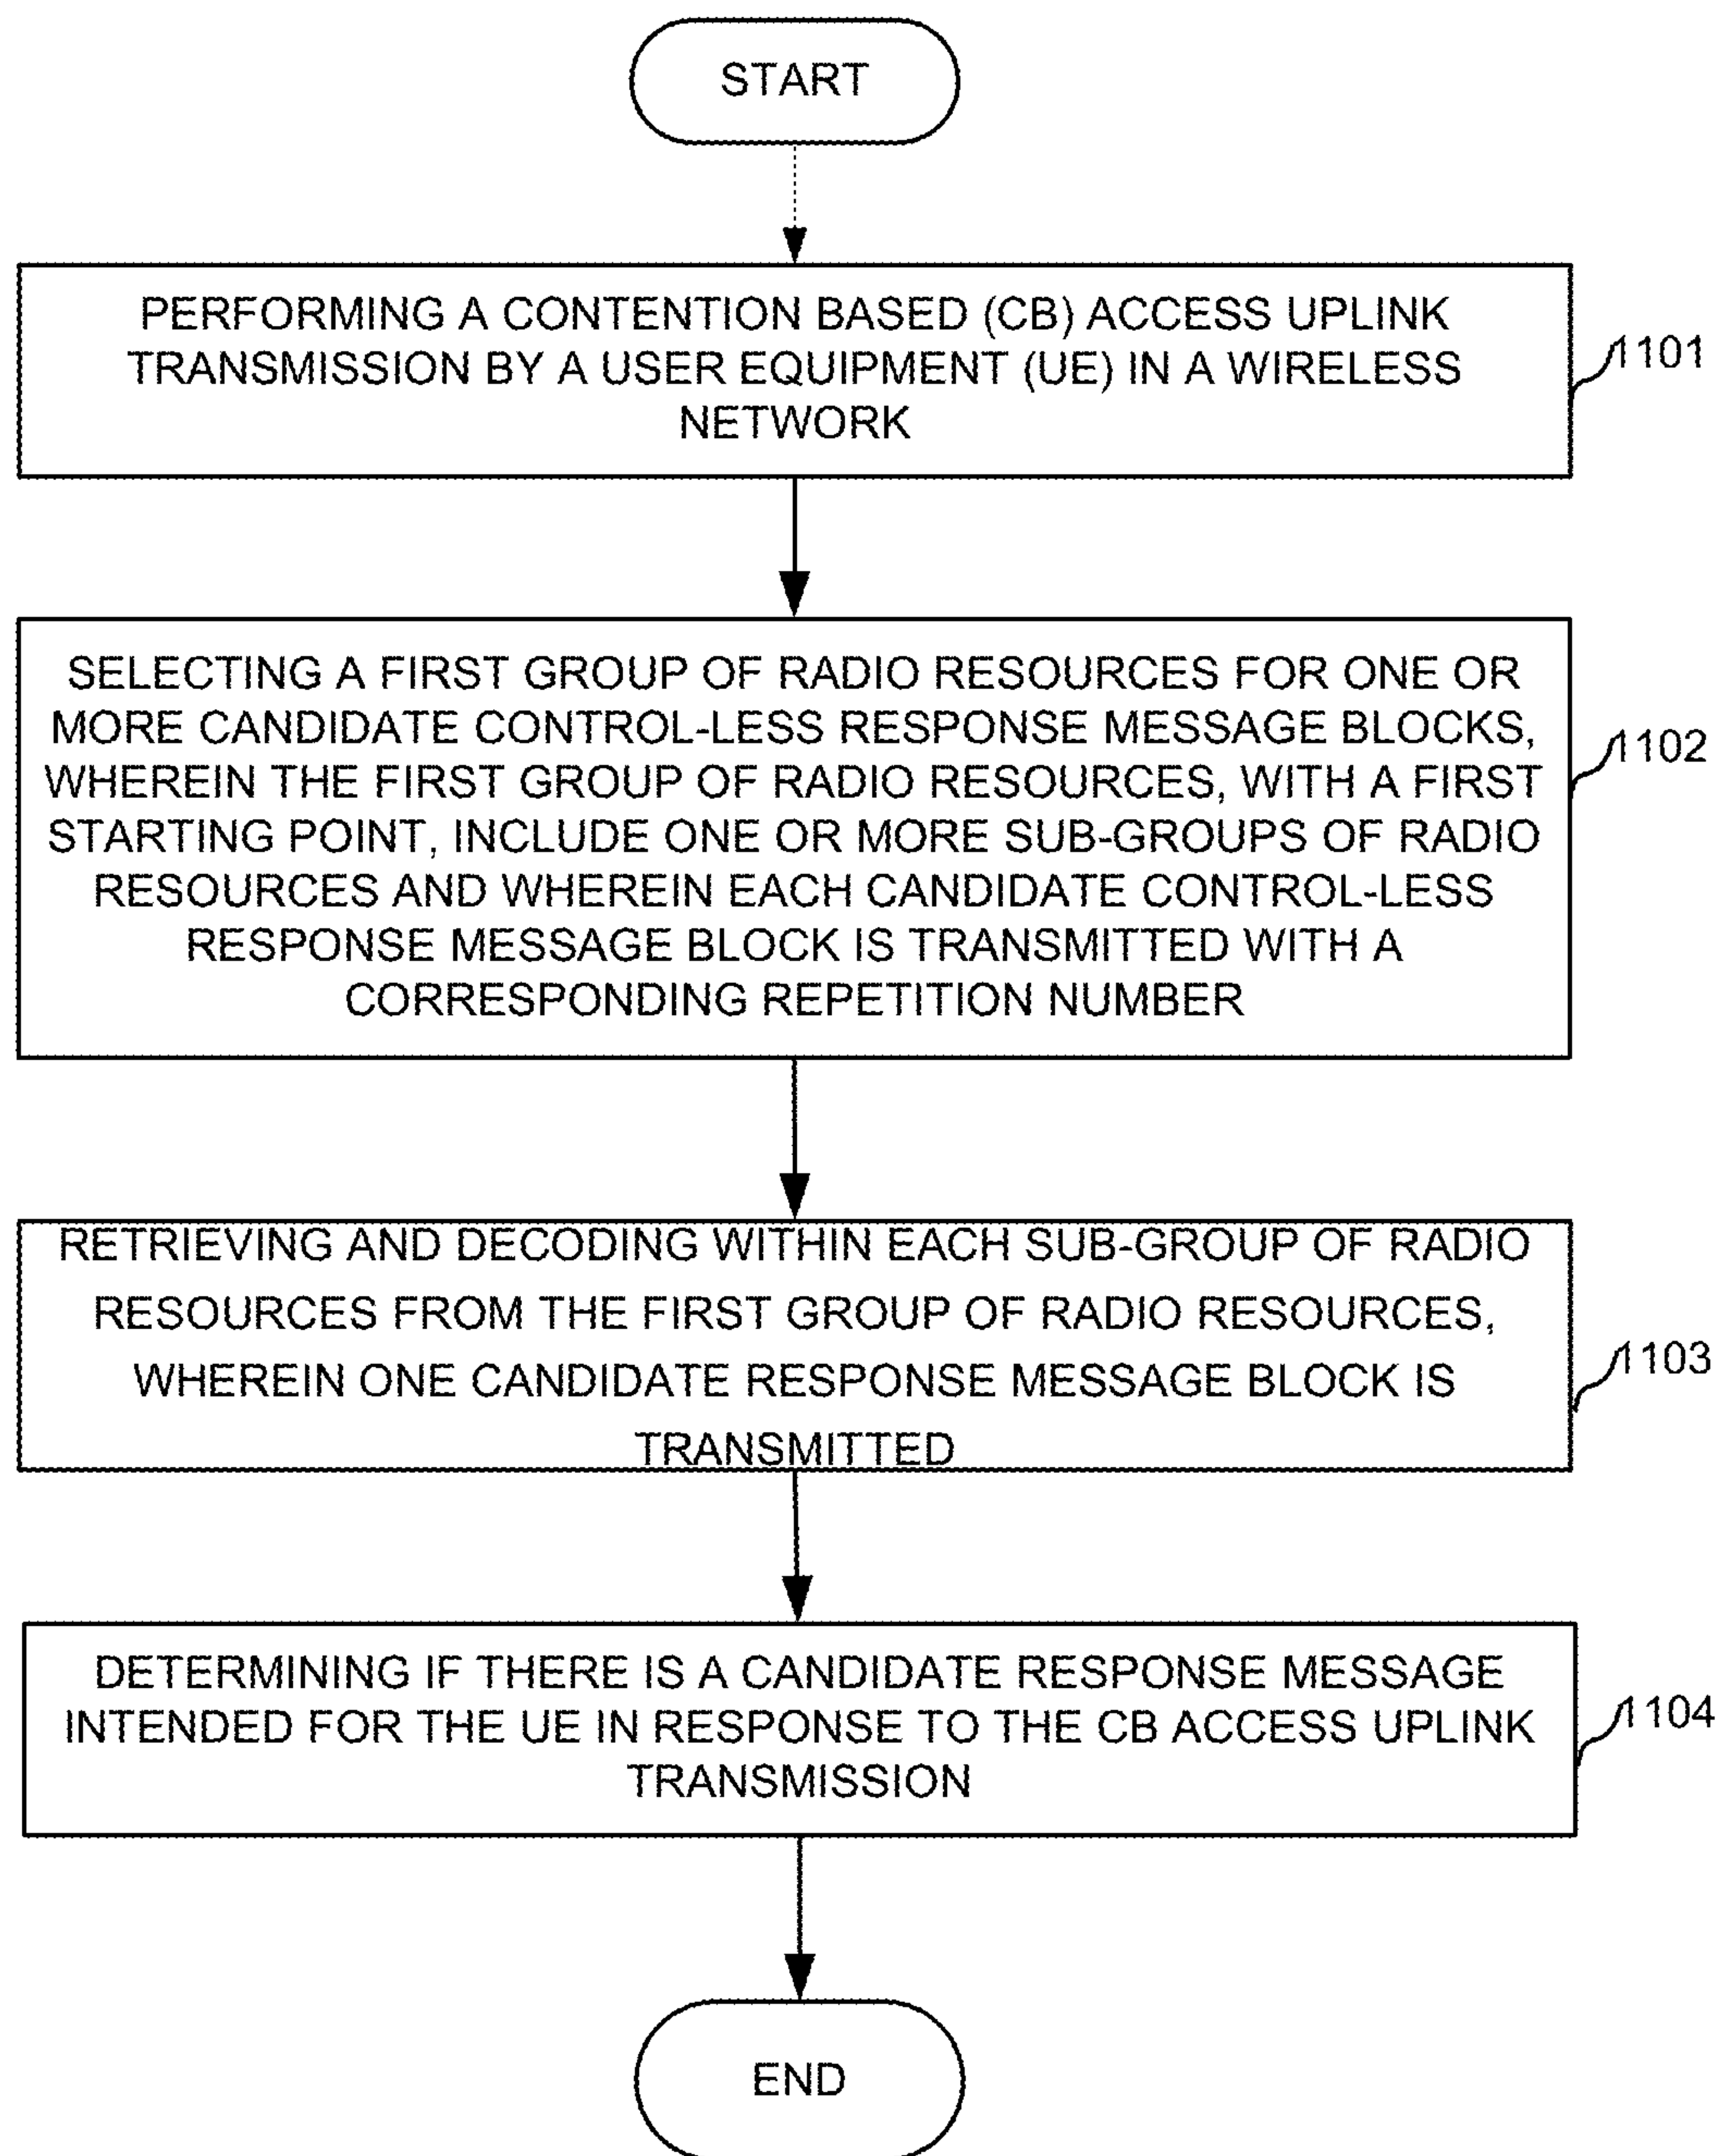 START
PERFORMING A CONTENTION BASED (CB) ACCESS UPLINK
TRANSMISSION BY A USER EQUIPMENT (UE) IN A WIRELESS
NETWORK
1101
SELECTING A FIRST GROUP OF RADIO RESOURCES FOR ONE OR
MORE CANDIDATE CONTROL-LESS RESPONSE MESSAGE BLOCKS,
WHEREIN THE FIRST GROUP OF RADIO RESOURCES, WITH A FIRST
STARTING POINT, INCLUDE ONE OR MORE SUB-GROUPS OF RADIO
RESOURCES AND WHEREIN EACH CANDIDATE CONTROL-LESS
RESPONSE MESSAGE BLOCK IS TRANSMITTED WITH A
CORRESPONDING REPETITION NUMBER
1102
RETRIEVING AND DECODING WITHIN EACH SUB-GROUP OF RADIO
RESOURCES FROM THE FIRST GROUP OF RADIO RESOURCES,
WHEREIN ONE CANDIDATE RESPONSE MESSAGE BLOCK IS
TRANSMITTED
1103
DETERMINING IF THERE IS A CANDIDATE RESPONSE MESSAGE
INTENDED FOR THE UE IN RESPONSE TO THE CB ACCESS UPLINK
TRANSMISSION
1104
END